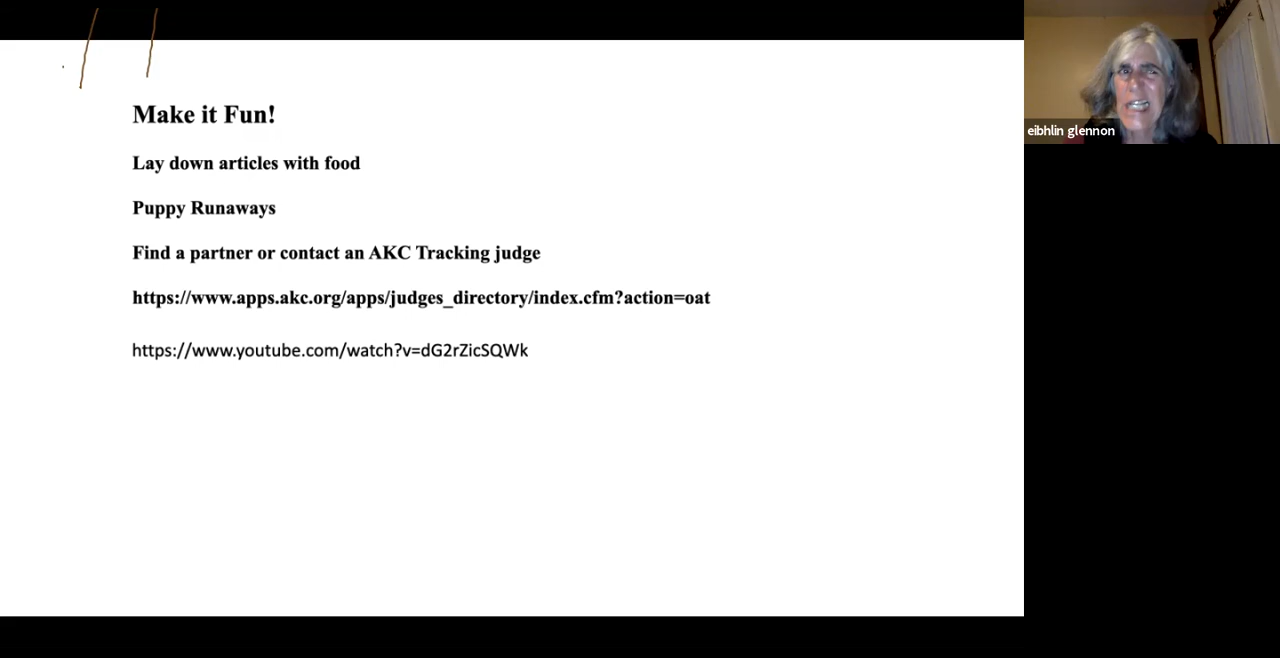 Make it Fun!
Lay down articles with food
Puppy Runaways
Find a partner or contact an AKC Tracking judge
https://www.apps.akc.org/apps/judges_directory/index.cfm?action=oat
https://www.youtube.com/watch?v=dG2rZicSQWk
eibhlin glennon